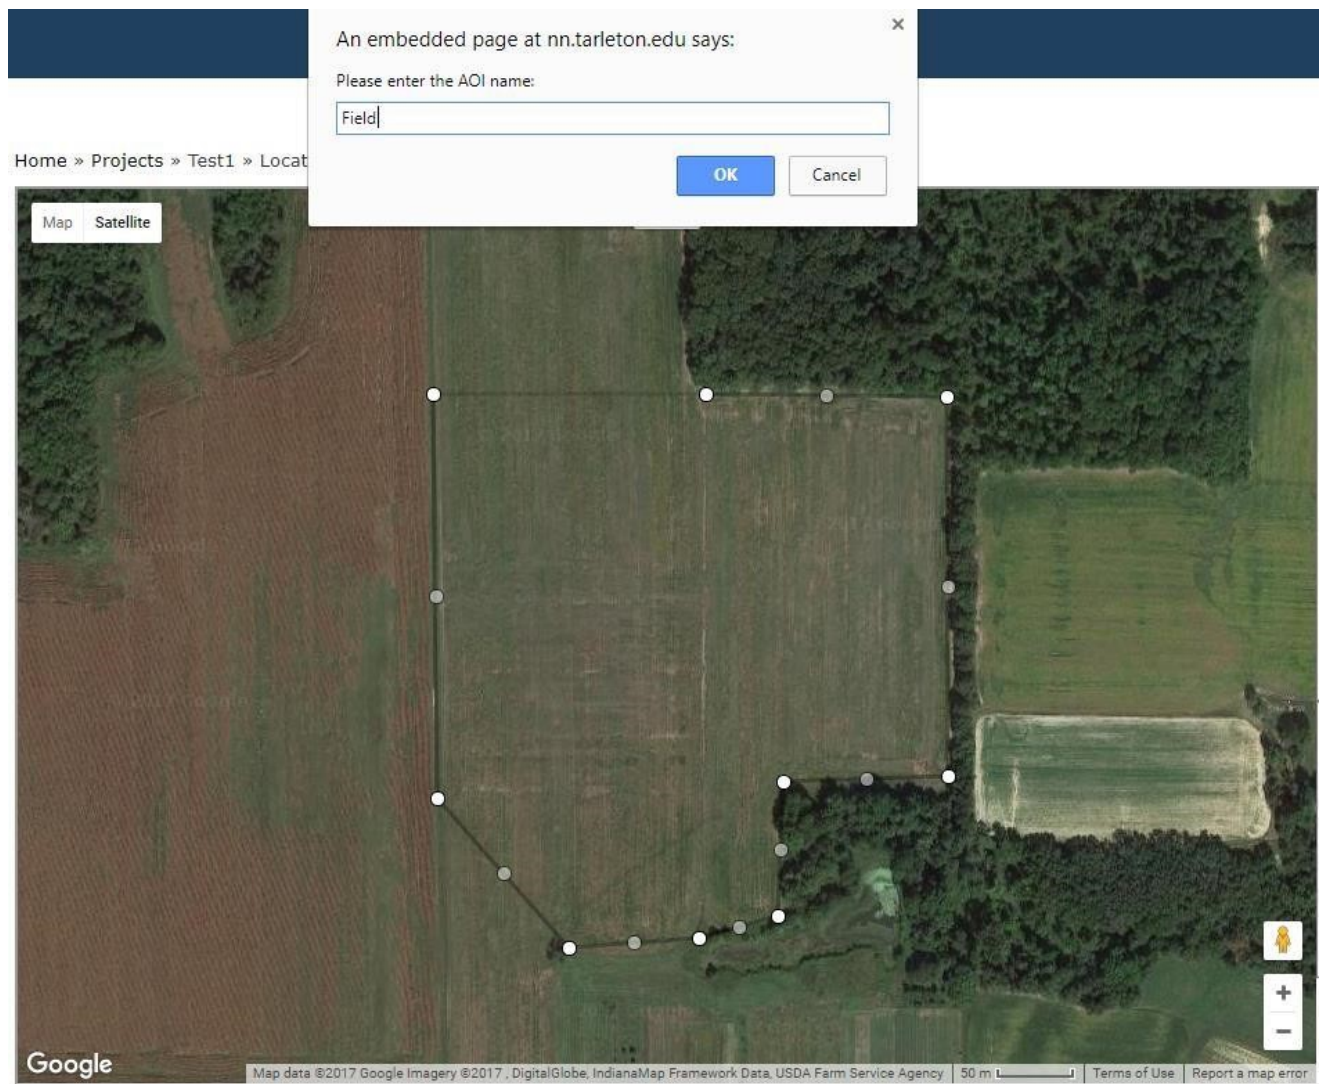 An embedded page at nn.tarleton.edu says:
Please enter the AOI name:
Field
OK Cancel
Home » Projects » Test1 » Locat
Map Satellite
Google
Map data ©2017 Google Imagery ©2017 , DigitalGlobe, IndianaMap Framework Data, USDA Farm Service Agency 50 m Terms of Use Report a map error